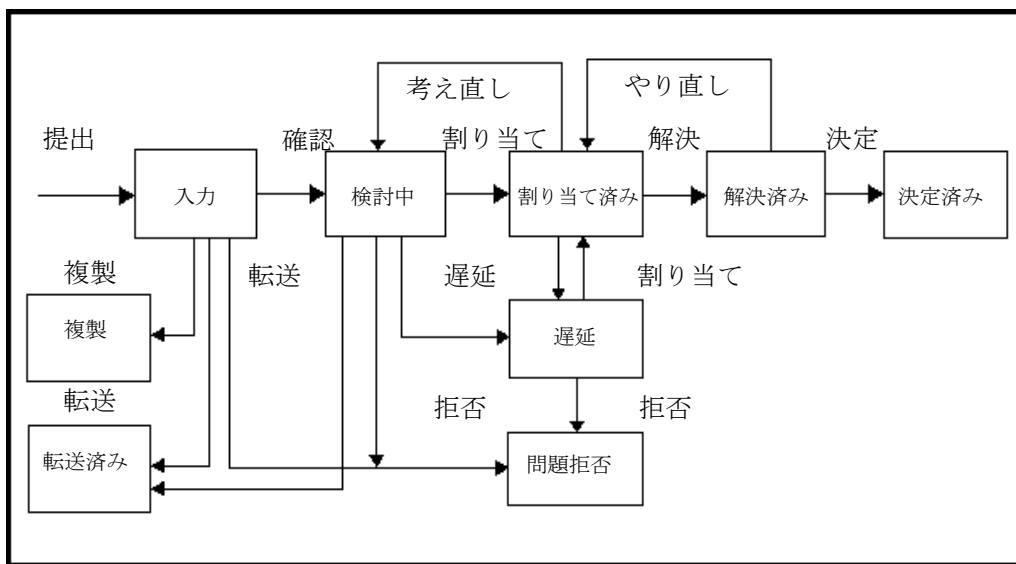 考え直し
やり直し
提出
確認
割り当て
解決
決定
入力
検討中
割り当て済み
解決済み
決定済み
複製
転送
遅延
割り当て
複製
遅延
転送
拒否
拒否
転送済み
問題拒否